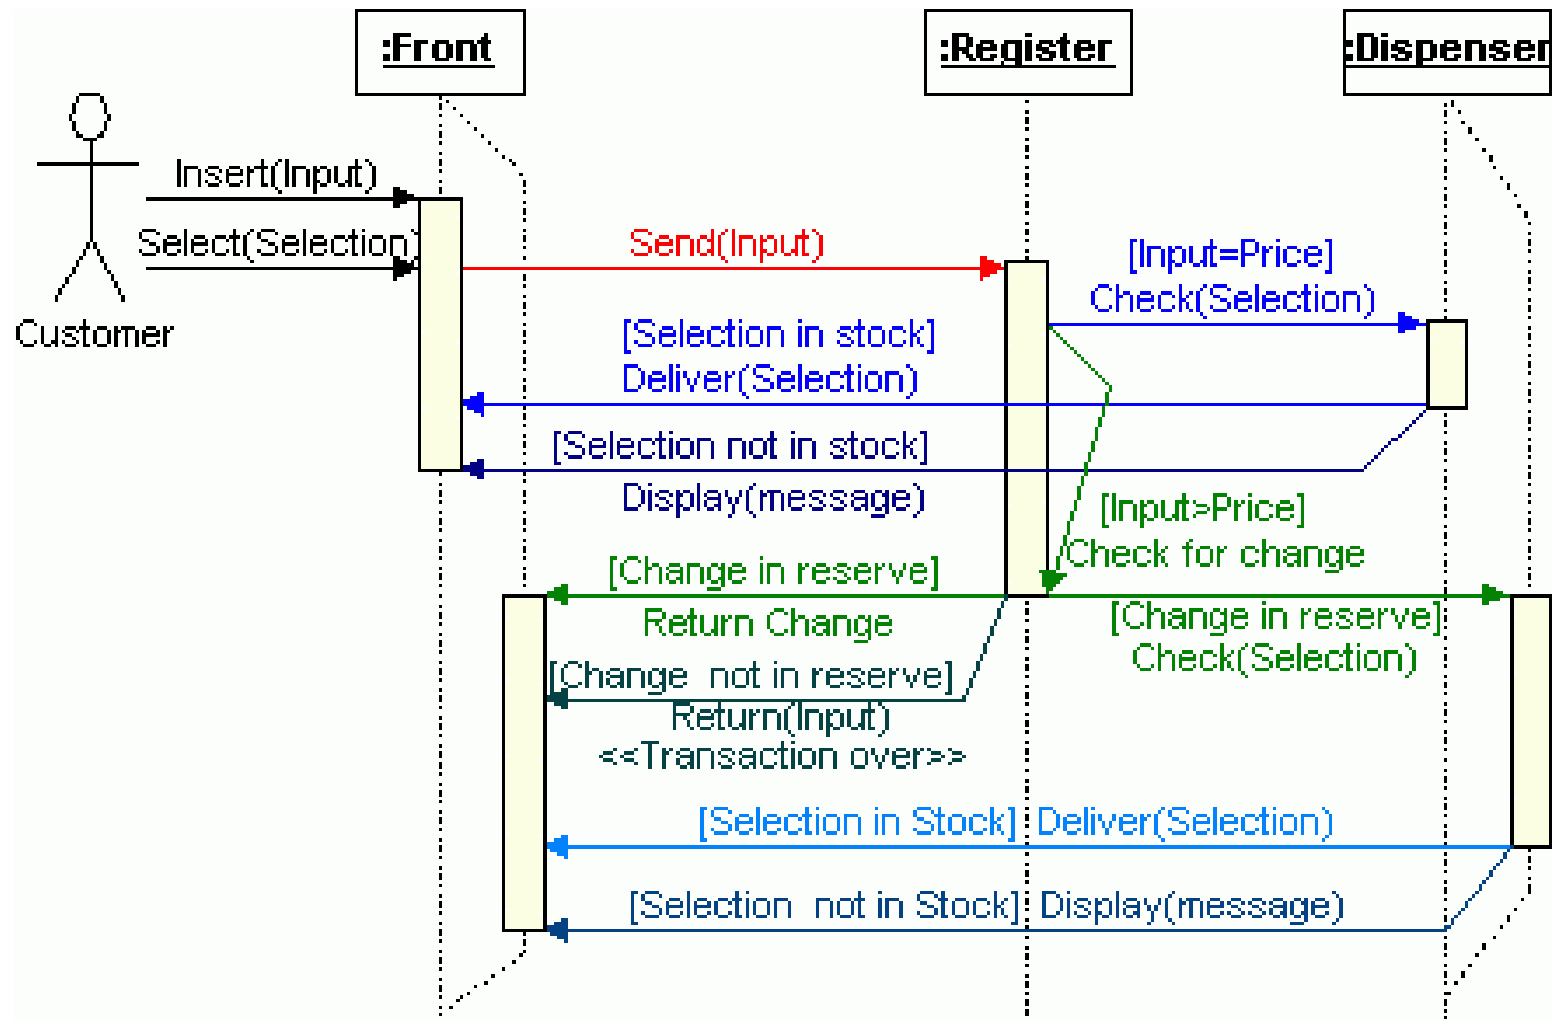 :Front
:Register
:Dispenser
Insert(Input)
Select(Selection)
Customer
Send(Input)
[Input=Price]
Check(Selection)
[Selection in stock]
Deliver(Selection)
[Selection not in stock]
Display(message)
[Input>Price]
Check for change
[Change in reserve]
Return Change
[Change in reserve]
Check(Selection)
[Change not in reserve]
Return(Input)
<<Transaction over>>
[Selection in Stock] Deliver(Selection)
[Selection not in Stock] Display(message)